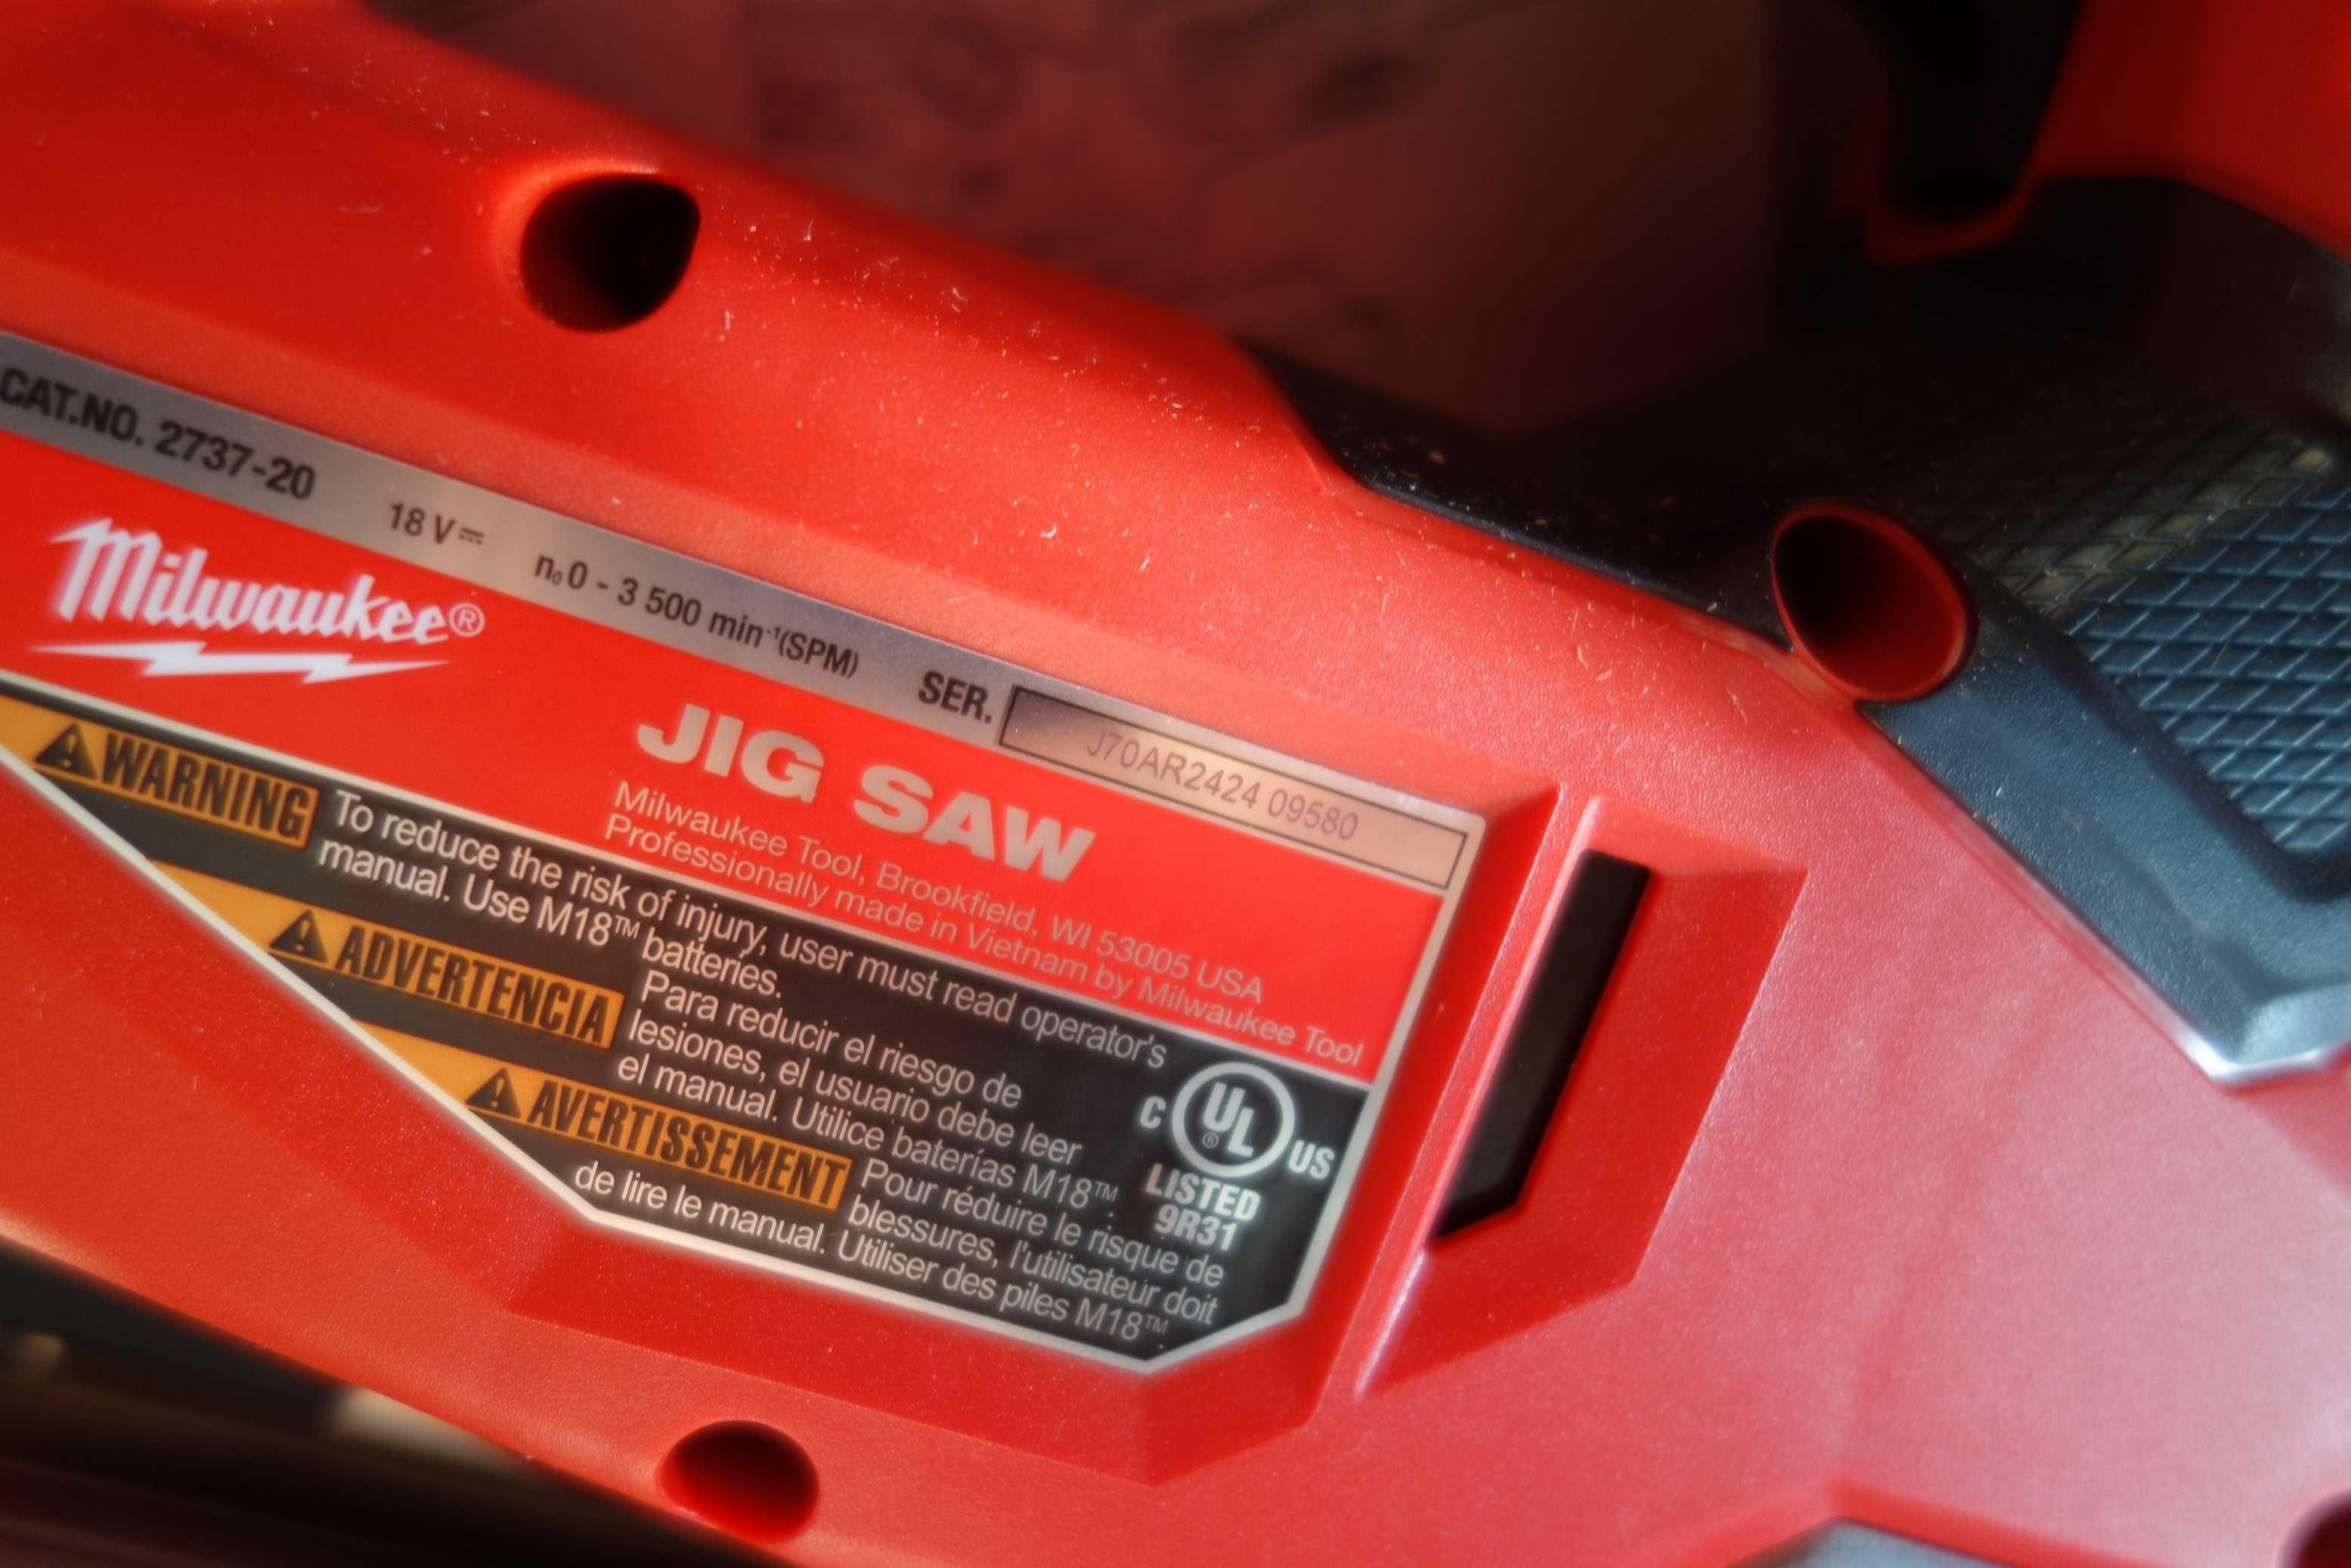 CAT.NO. 2737-20 18 V⎓ n₀ 0 - 3 500 min⁻¹(SPM) SER. J70AR2424 09580
Milwaukee®
JIG SAW
Milwaukee Tool, Brookfield, WI 53005 USA
Professionally made in Vietnam by Milwaukee Tool
⚠WARNING To reduce the risk of injury, user must read operator's
manual. Use M18™ batteries.
⚠ADVERTENCIA Para reducir el riesgo de
lesiones, el usuario debe leer
el manual. Utilice baterías M18™.
⚠AVERTISSEMENT Pour réduire le risque de
blessures, l'utilisateur doit
de lire le manual. Utiliser des piles M18™
C UL® US
LISTED
9R31